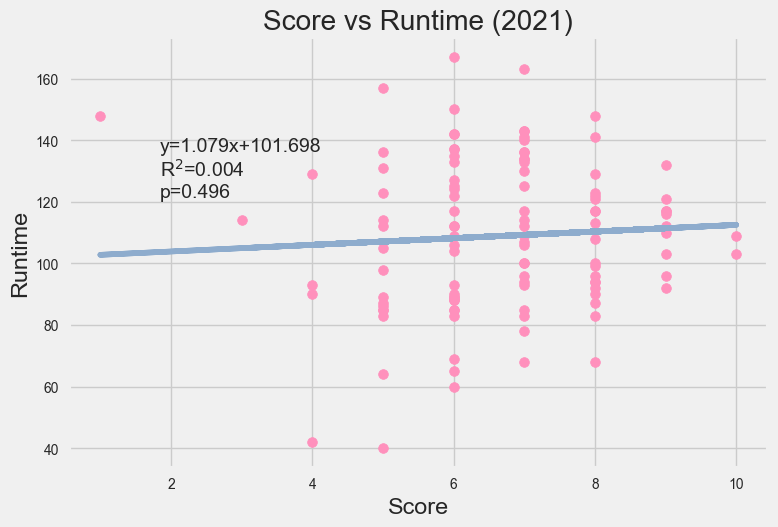 Score vs Runtime (2021)
160
140
120
100
80
60
40
Runtime
y=1.079x+101.698
R²=0.004
p=0.496
2 4 6 8 10
Score